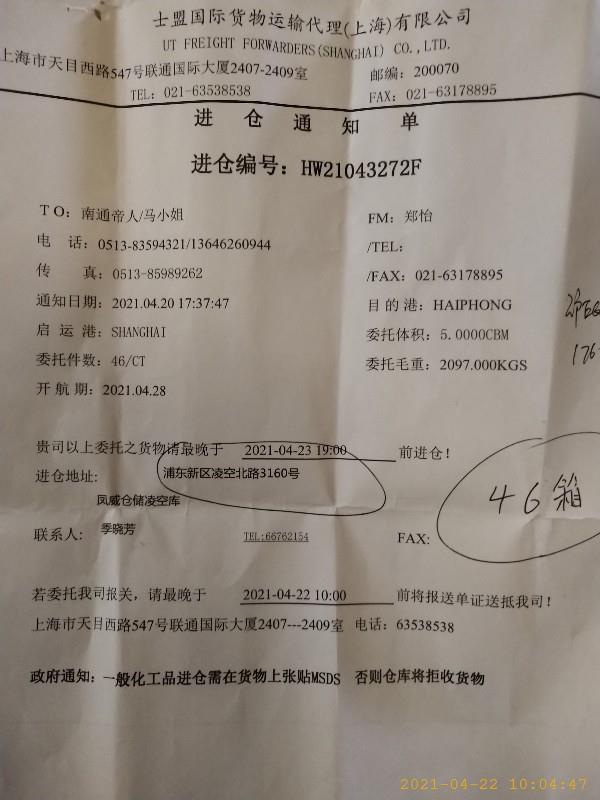 士盟国际货物运输代理(上海)有限公司
UT FREIGHT FORWARDERS(SHANGHAI) CO.,LTD.
上海市天目西路547号联通国际大厦2407-2409室 邮编：200070
TEL：021-63538538 FAX：021-63178895
进仓通知单
进仓编号：HW21043272F
TO：南通帝人/马小姐 FM：郑怡
电 话：0513-83594321/13646260944 /TEL：
传 真：0513-85989262 /FAX：021-63178895
通知日期：2021.04.20 17:37:47 目的港：HAIPHONG
启运港：SHANGHAI 委托体积：5.0000CBM
委托件数：46/CT 委托毛重：2097.000KGS
176
开航期：2021.04.28
贵司以上委托之货物请最晚于 2021-04-23 19:00 前进仓！
进仓地址： 浦东新区凌空北路3160号
46箱
凤威仓储凌空库
联系人: 季晓芳 TEL:66762154 FAX:
若委托我司报关，请最晚于 2021-04-22 10:00 前将报送单证送抵我司！
上海市天目西路547号联通国际大厦2407---2409室 电话：63538538
政府通知：一般化工品进仓需在货物上张贴MSDS 否则仓库将拒收货物
2021-04-22 10:04:47